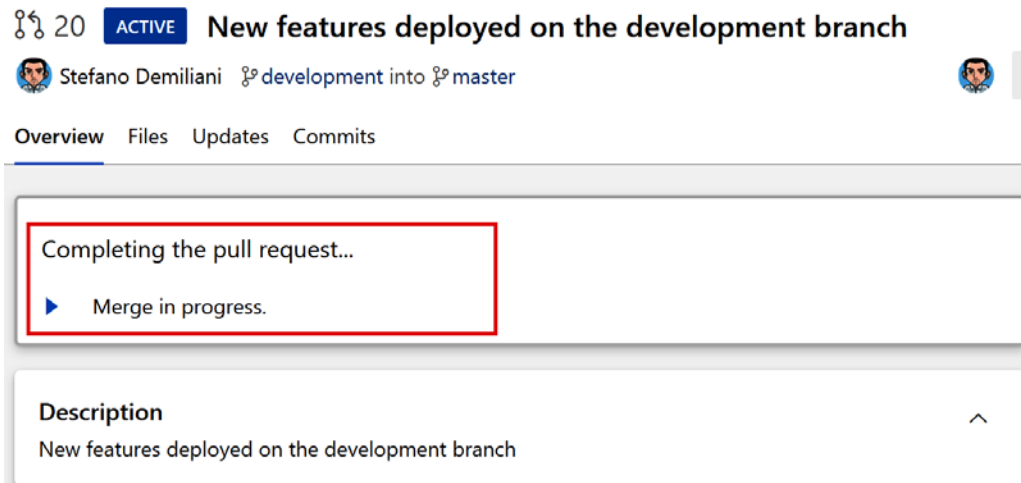 20 ACTIVE New features deployed on the development branch
Stefano Demiliani development into master
Overview Files Updates Commits
Completing the pull request...
Merge in progress.
Description
New features deployed on the development branch